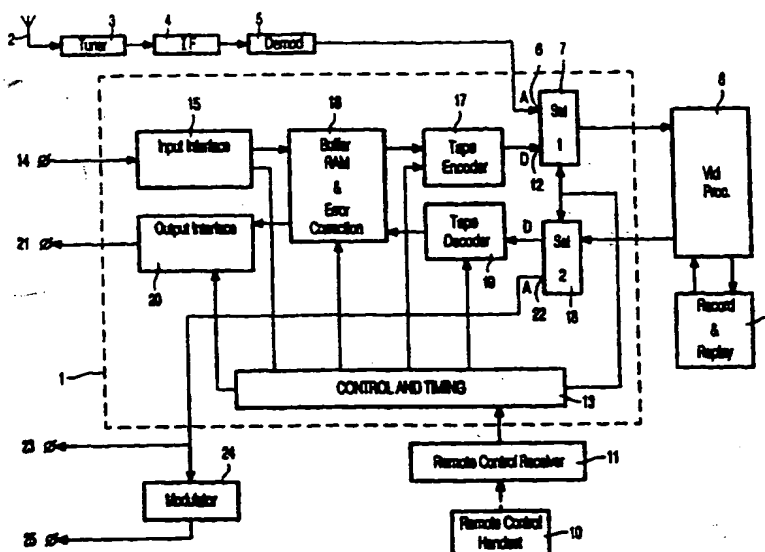 2
3
4
5
Tuner
I.F
Demod
6
7
8
A
Sel
1
15
16
17
D
12
Vid
Proc.
14
Input Interface
Buffer
RAM
&
Error
Correction
Tape
Encoder
21
Output Interface
20
Tape
Decoder
19
D
Sel
2
A
22
18
Record
&
Replay
1
CONTROL AND TIMING
13
23
24
Modulator
Remote Control Receiver
11
25
Remote Control
Handset
10